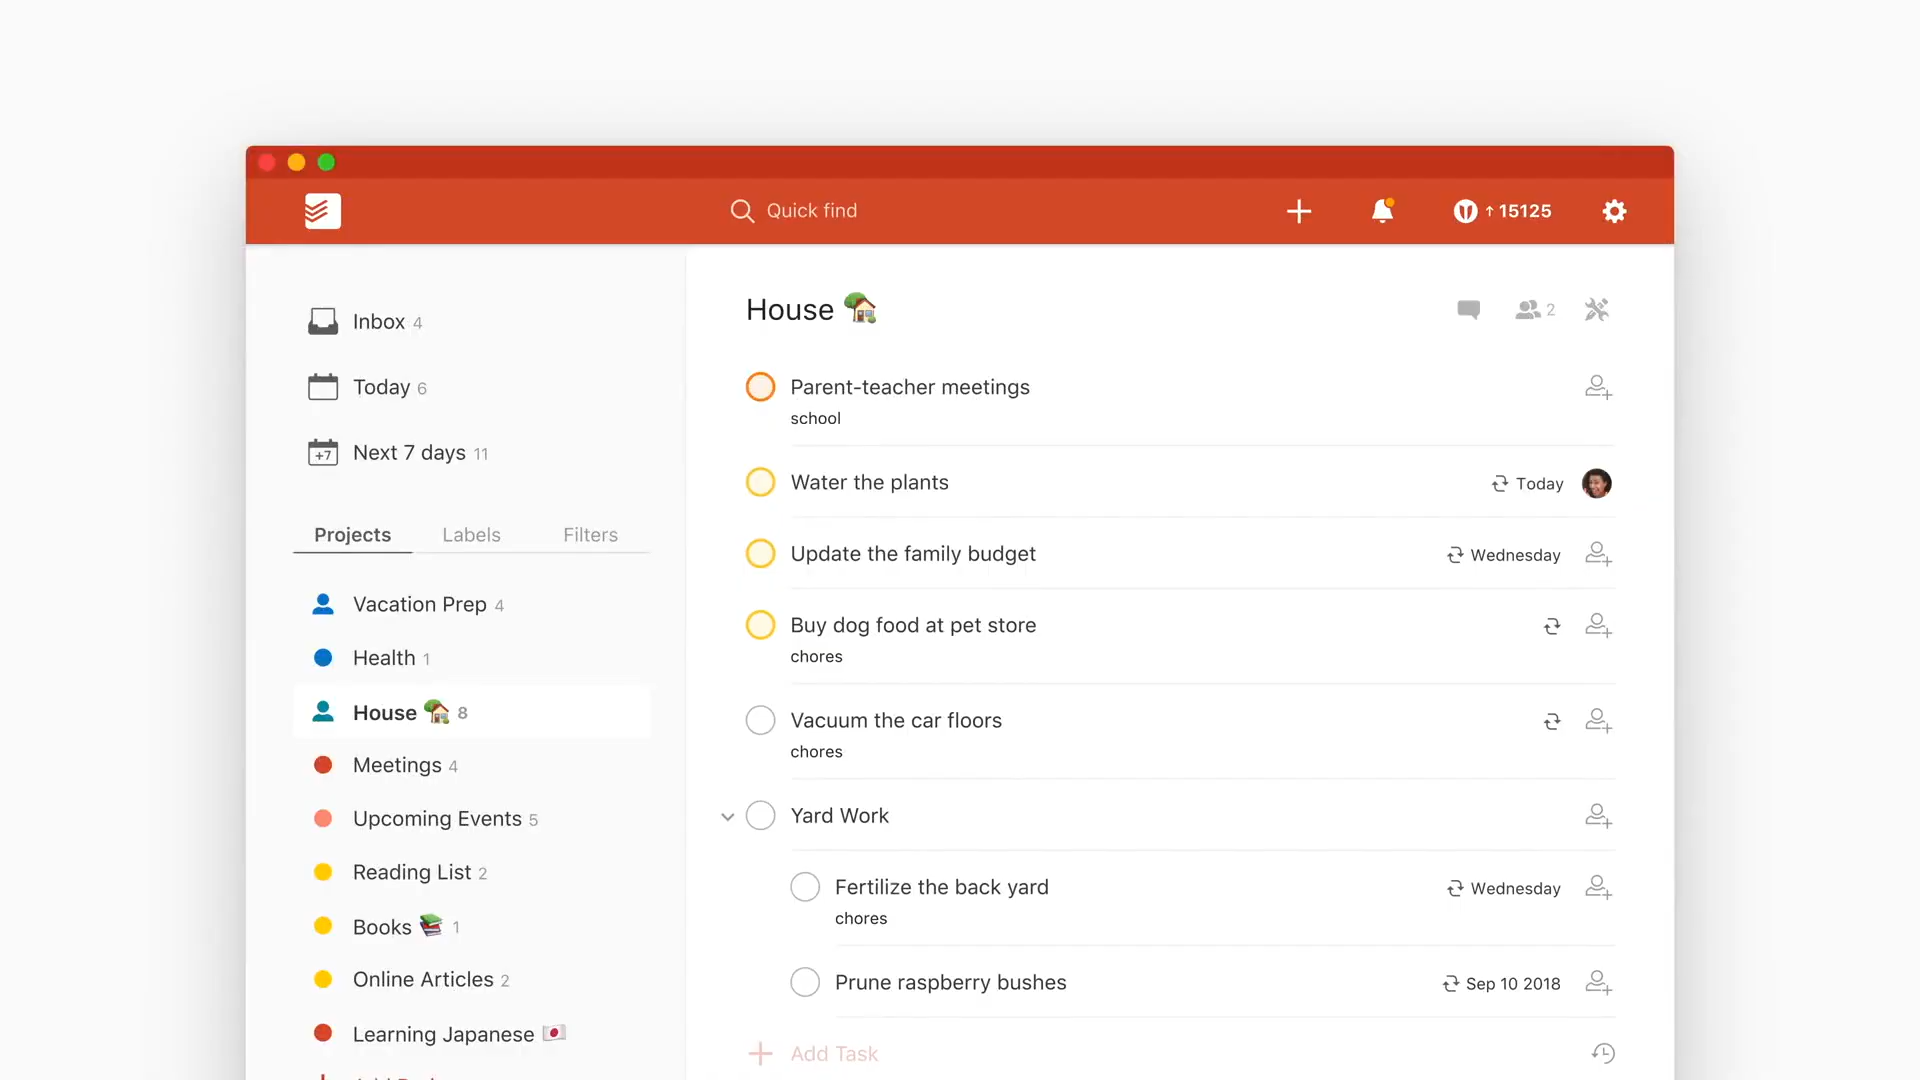 Quick find
↑ 15125
Inbox 4
Today 6
+7
Next 7 days 11
Projects Labels Filters
Vacation Prep 4
Health 1
House 8
Meetings 4
Upcoming Events 5
Reading List 2
Books 1
Online Articles 2
Learning Japanese
House
2
Parent-teacher meetings
school
Water the plants Today
Update the family budget Wednesday
Buy dog food at pet store
chores
Vacuum the car floors
chores
Yard Work
Fertilize the back yard Wednesday
chores
Prune raspberry bushes Sep 10 2018
Add Task